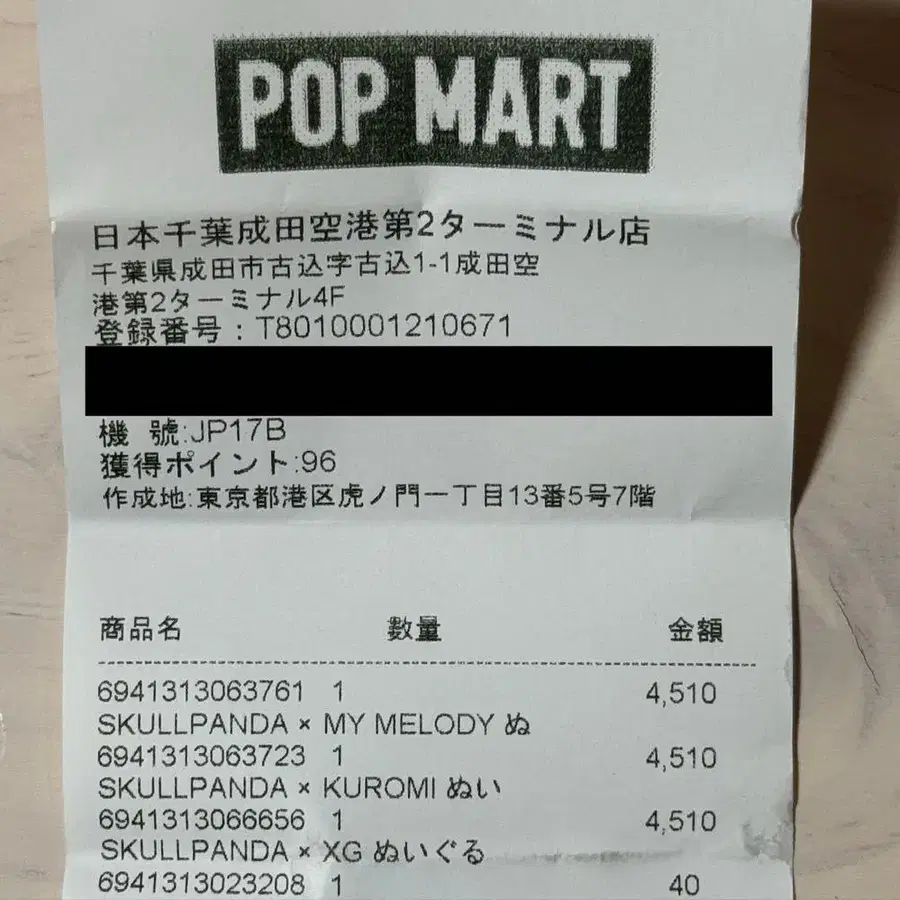 POP MART
日本千葉成田空港第2ターミナル店
千葉県成田市古込字古込1-1成田空
港第2ターミナル4F
登録番号：T8010001210671
機 號:JP17B
獲得ポイント:96
作成地:東京都港区虎ノ門一丁目13番5号7階
商品名 數量 金額
6941313063761 1 4,510
SKULLPANDA × MY MELODY ぬ
6941313063723 1 4,510
SKULLPANDA × KUROMI ぬい
6941313066656 1 4,510
SKULLPANDA × XG ぬいぐる
6941313023208 1 40